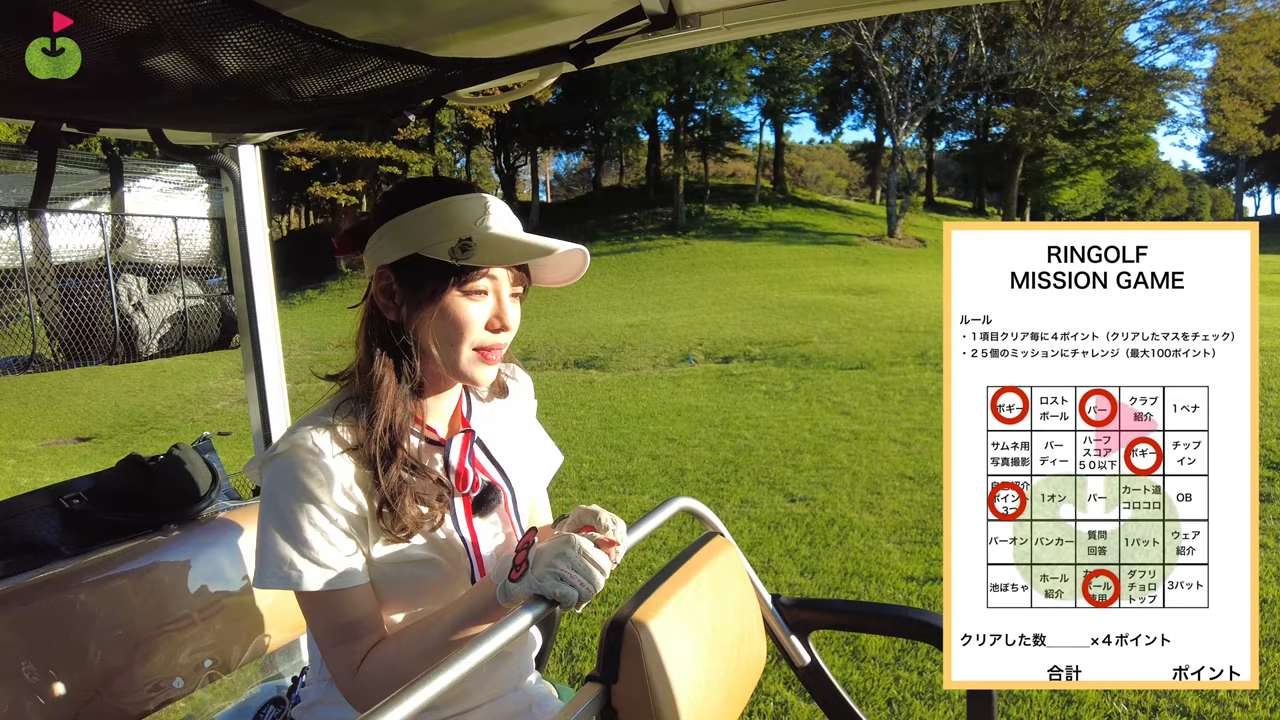 RINGOLF
MISSION GAME
ルール
・１項目クリア毎に４ポイント（クリアしたマスをチェック）
・２５個のミッションにチャレンジ（最大100ポイント）
ボギー
ロスト
ボール
パー
クラブ
紹介
１ペナ
サムネ用
写真撮影
バー
ディー
ハーフ
スコア
５０以下
ボギー
チップ
イン
ポイント
3つ
1オン
パー
カート道
コロコロ
OB
パーオン
バンカー
質問
回答
1パット
ウェア
紹介
池ぽちゃ
ホール
紹介
ボール
使用
ダフリ
チョロ
トップ
3パット
クリアした数_____×４ポイント
合計
ポイント